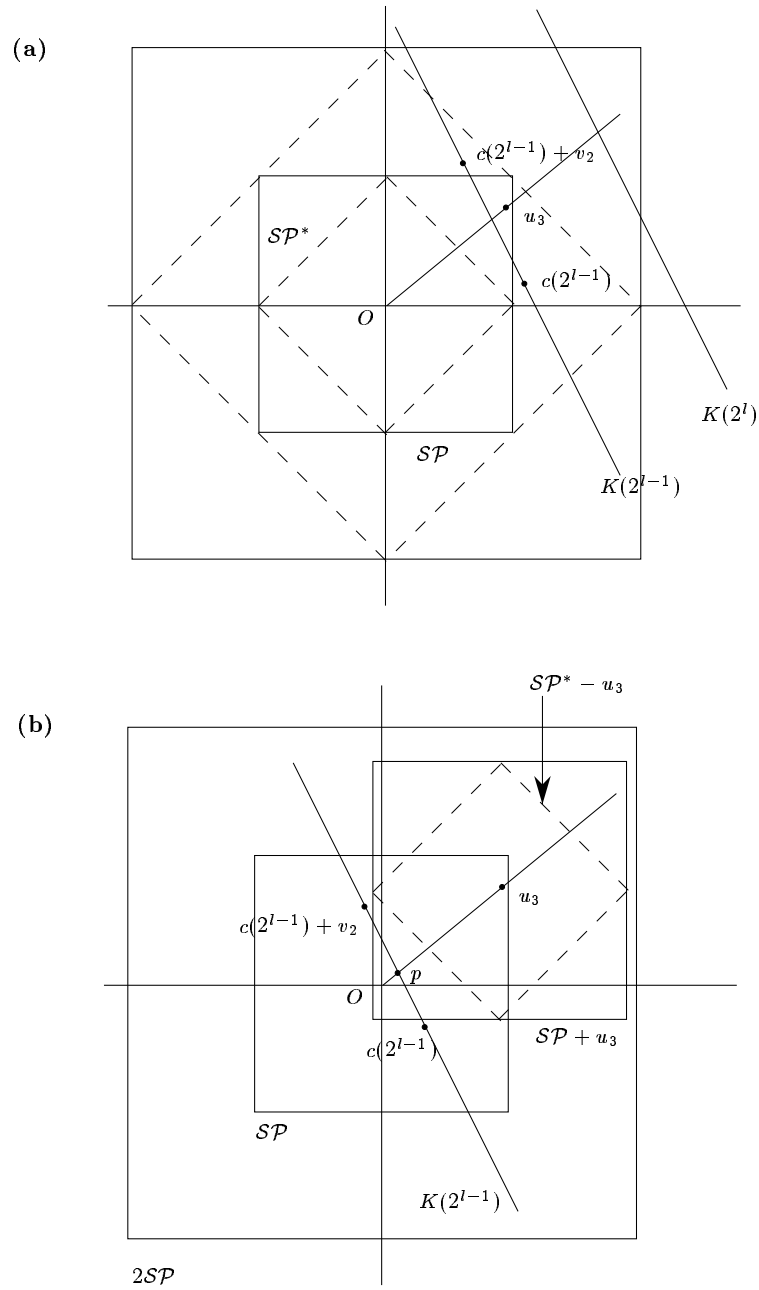 (a)
c(2^{l−1}) + v_2
u_3
𝒮𝒫*
c(2^{l−1})
O
K(2^l)
𝒮𝒫
K(2^{l−1})
𝒮𝒫* − u_3
(b)
u_3
c(2^{l−1}) + v_2
p
O
𝒮𝒫 + u_3
c(2^{l−1})
𝒮𝒫
K(2^{l−1})
2𝒮𝒫